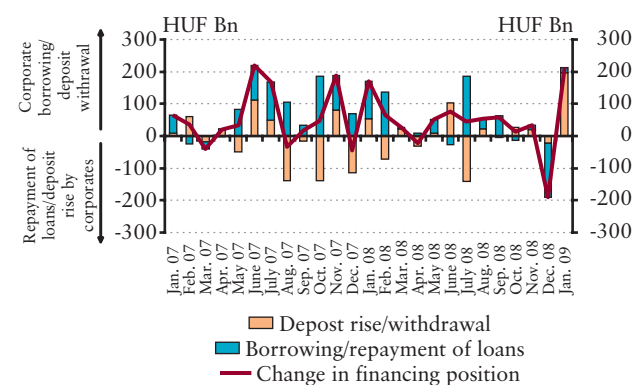 HUF Bn HUF Bn
Corporate
borrowing/
deposit
withdrawal
Repayment of
loans/deposit
rise by
corporates
300 300
200 200
100 100
0 0
-100 -100
-200 -200
-300 -300
Jan. 07
Feb. 07
Mar. 07
Apr. 07
May 07
June 07
July 07
Aug. 07
Sep. 07
Oct. 07
Nov. 07
Dec. 07
Jan. 08
Feb. 08
Mar. 08
Apr. 08
May 08
June 08
July 08
Aug. 08
Sep. 08
Oct. 08
Nov. 08
Dec. 08
Jan. 09
Depost rise/withdrawal
Borrowing/repayment of loans
Change in financing position